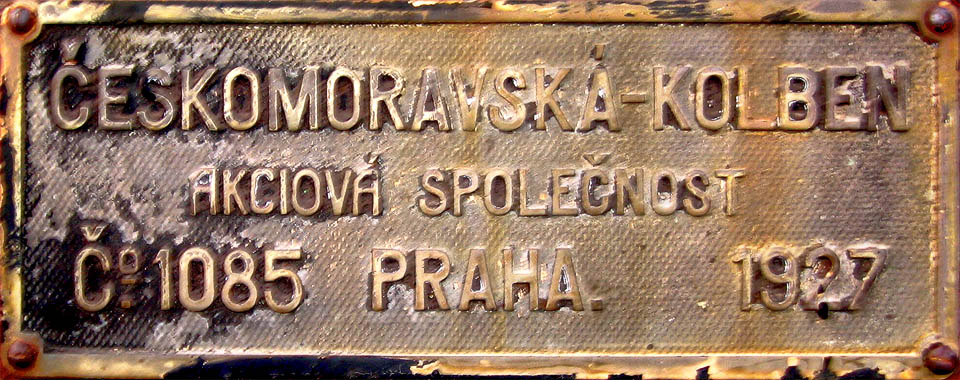 ČESKOMORAVSKÁ-KOLBEN
AKCIOVÁ SPOLEČNOST
Čº 1085 PRAHA. 1927